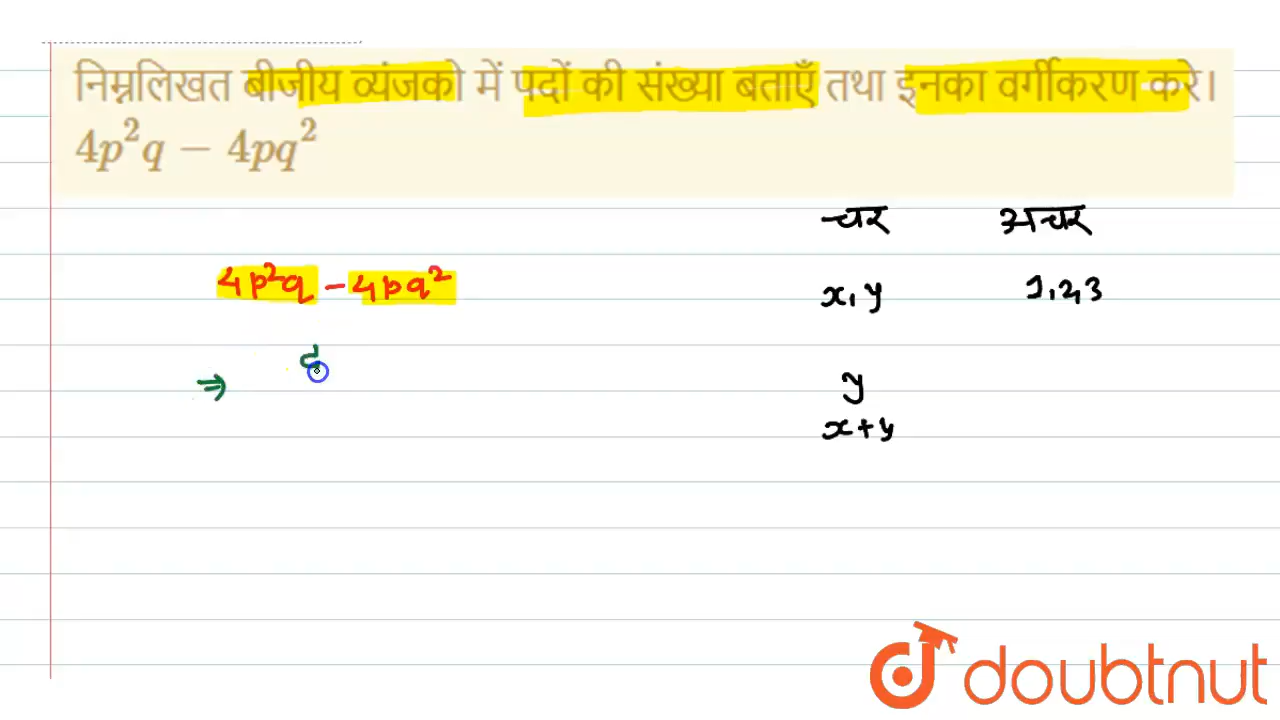 निम्नलिखत बीजीय व्यंजको में पदों की संख्या बताएँ तथा इनका वर्गीकरण करे।
4p²q − 4pq²
चर अचर
4p²q − 4pq² x, y 1,2,3
⇒ y
x+y
doubtnut